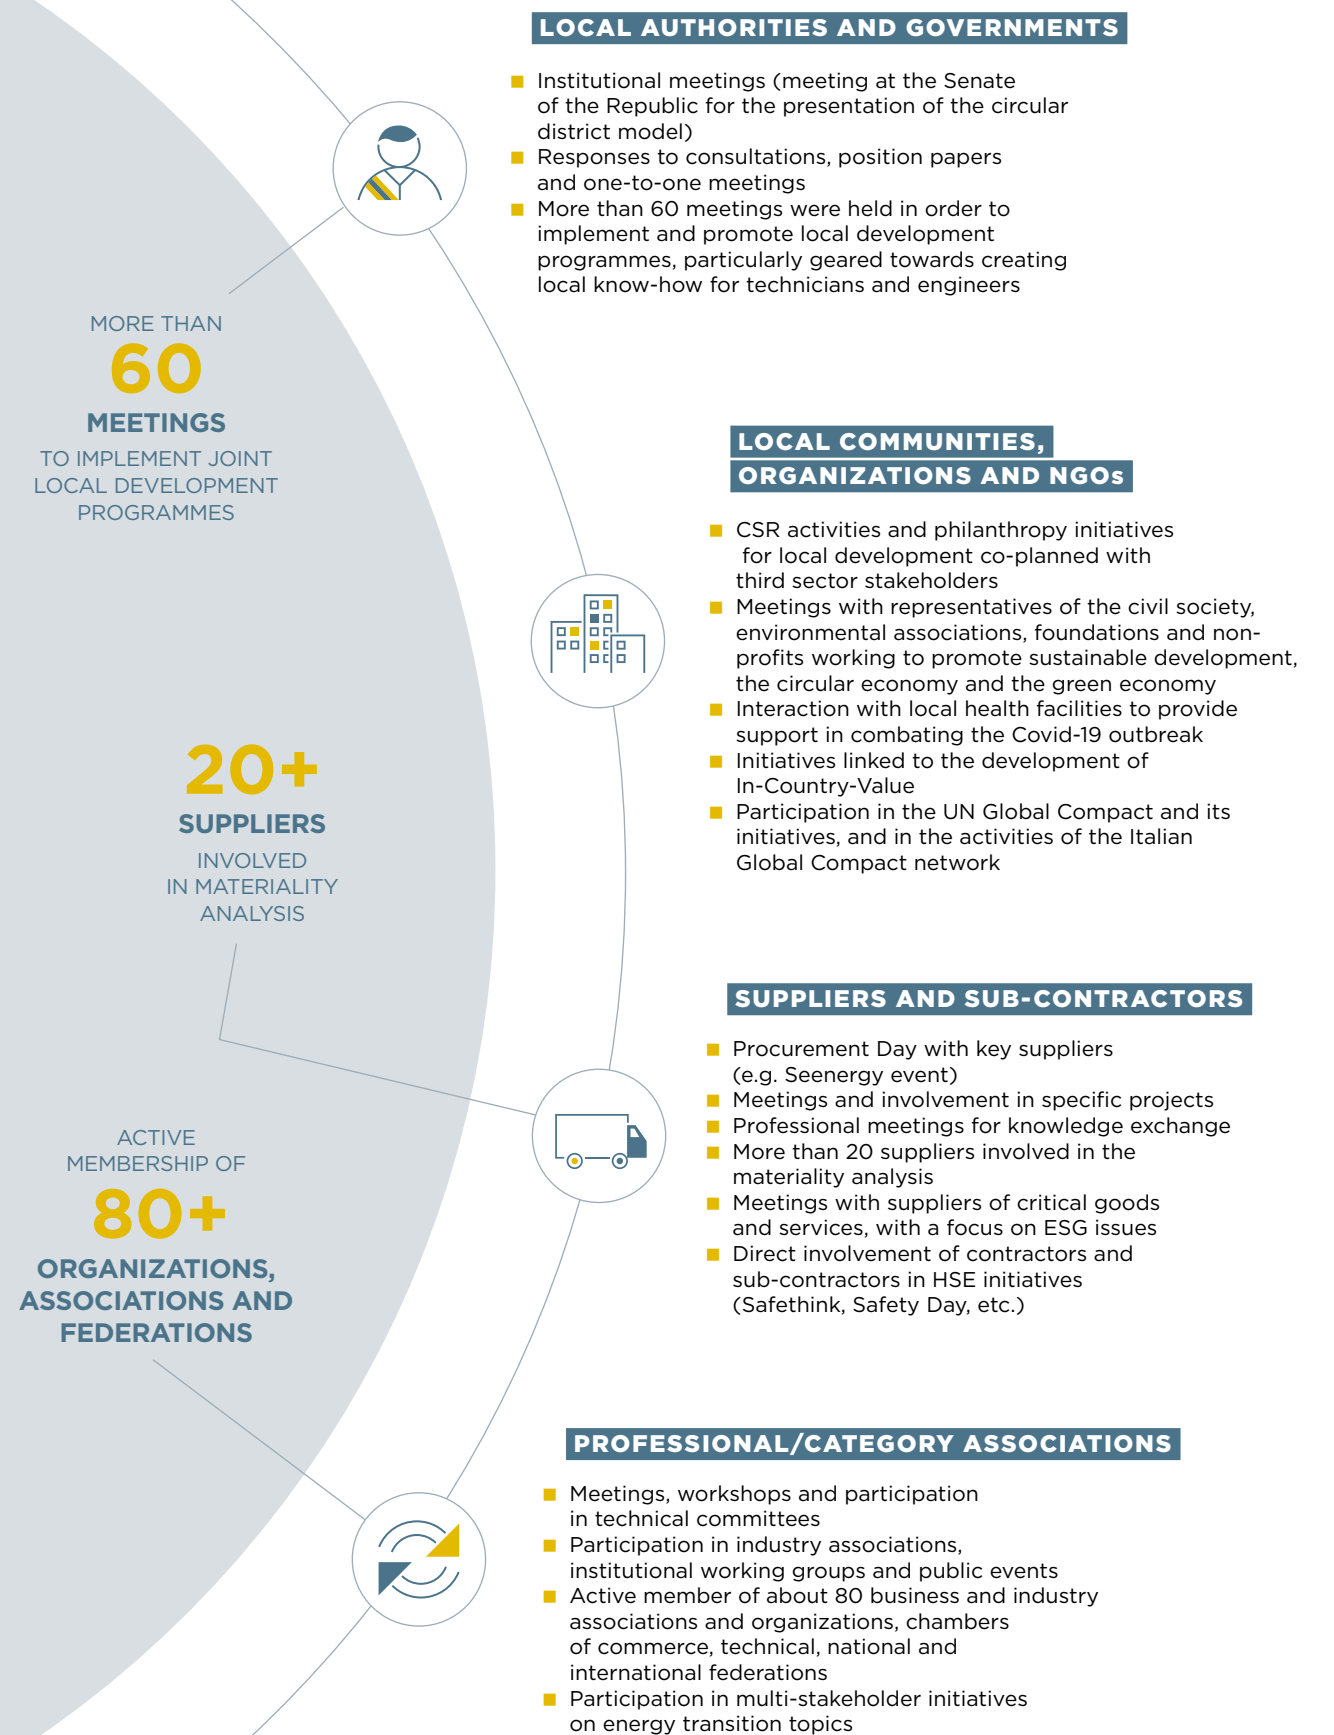 LOCAL AUTHORITIES AND GOVERNMENTS
■ Institutional meetings (meeting at the Senate
of the Republic for the presentation of the circular
district model)
■ Responses to consultations, position papers
and one-to-one meetings
■ More than 60 meetings were held in order to
implement and promote local development
programmes, particularly geared towards creating
local know-how for technicians and engineers
MORE THAN
60
MEETINGS
TO IMPLEMENT JOINT
LOCAL DEVELOPMENT
PROGRAMMES
LOCAL COMMUNITIES,
ORGANIZATIONS AND NGOs
■ CSR activities and philanthropy initiatives
for local development co-planned with
third sector stakeholders
■ Meetings with representatives of the civil society,
environmental associations, foundations and non-
profits working to promote sustainable development,
the circular economy and the green economy
■ Interaction with local health facilities to provide
support in combating the Covid-19 outbreak
■ Initiatives linked to the development of
In-Country-Value
■ Participation in the UN Global Compact and its
initiatives, and in the activities of the Italian
Global Compact network
20+
SUPPLIERS
INVOLVED
IN MATERIALITY
ANALYSIS
SUPPLIERS AND SUB-CONTRACTORS
■ Procurement Day with key suppliers
(e.g. Seenergy event)
■ Meetings and involvement in specific projects
■ Professional meetings for knowledge exchange
■ More than 20 suppliers involved in the
materiality analysis
■ Meetings with suppliers of critical goods
and services, with a focus on ESG issues
■ Direct involvement of contractors and
sub-contractors in HSE initiatives
(Safethink, Safety Day, etc.)
ACTIVE
MEMBERSHIP OF
80+
ORGANIZATIONS,
ASSOCIATIONS AND
FEDERATIONS
PROFESSIONAL/CATEGORY ASSOCIATIONS
■ Meetings, workshops and participation
in technical committees
■ Participation in industry associations,
institutional working groups and public events
■ Active member of about 80 business and industry
associations and organizations, chambers
of commerce, technical, national and
international federations
■ Participation in multi-stakeholder initiatives
on energy transition topics